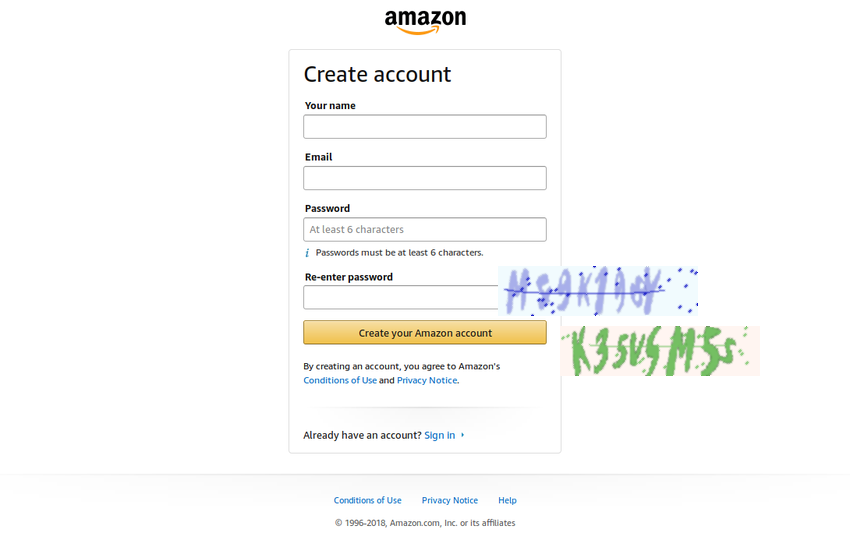 amazon
Create account
Your name
Email
Password
At least 6 characters
i Passwords must be at least 6 characters.
Re-enter password
Create your Amazon account
By creating an account, you agree to Amazon's
Conditions of Use and Privacy Notice.
Already have an account? Sign in
Conditions of Use Privacy Notice Help
© 1996-2018, Amazon.com, Inc. or its affiliates